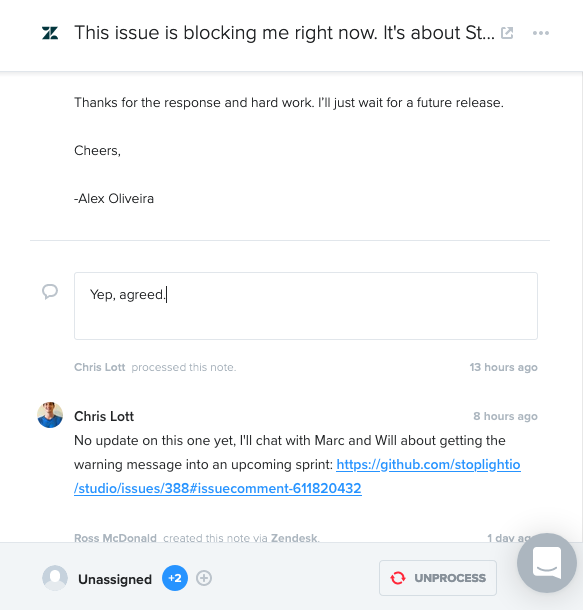 This issue is blocking me right now. It's about St...
Thanks for the response and hard work. I'll just wait for a future release.
Cheers,
-Alex Oliveira
Yep, agreed.
Chris Lott processed this note. 13 hours ago
Chris Lott 8 hours ago
No update on this one yet, I'll chat with Marc and Will about getting the
warning message into an upcoming sprint: https://github.com/stoplightio
/studio/issues/388#issuecomment-611820432
Ross McDonald created this note via Zendesk. 1 day ago
Unassigned +2 UNPROCESS